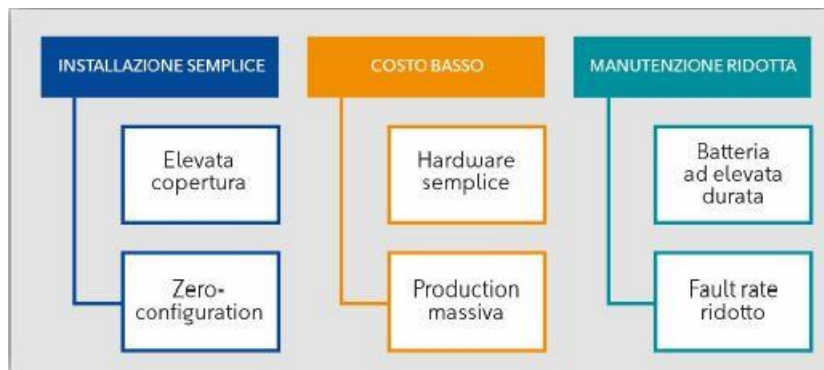 INSTALLAZIONE SEMPLICE
COSTO BASSO
MANUTENZIONE RIDOTTA
Elevata
copertura
Hardware
semplice
Batteria
ad elevata
durata
Zero-
configuration
Production
massiva
Fault rate
ridotto